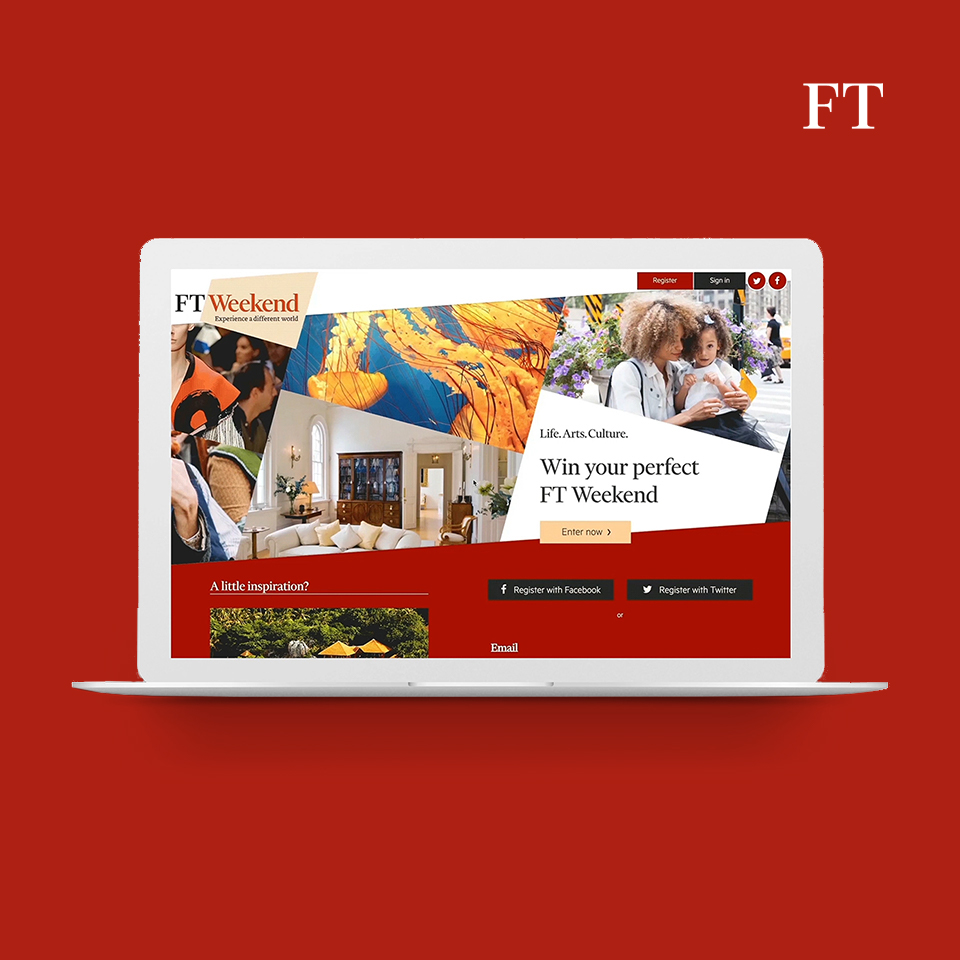 FT
Register
Sign in
FT Weekend
Experience a different world
Life. Arts. Culture.
Win your perfect
FT Weekend
Enter now ›
A little inspiration?
Register with Facebook
Register with Twitter
or
Email